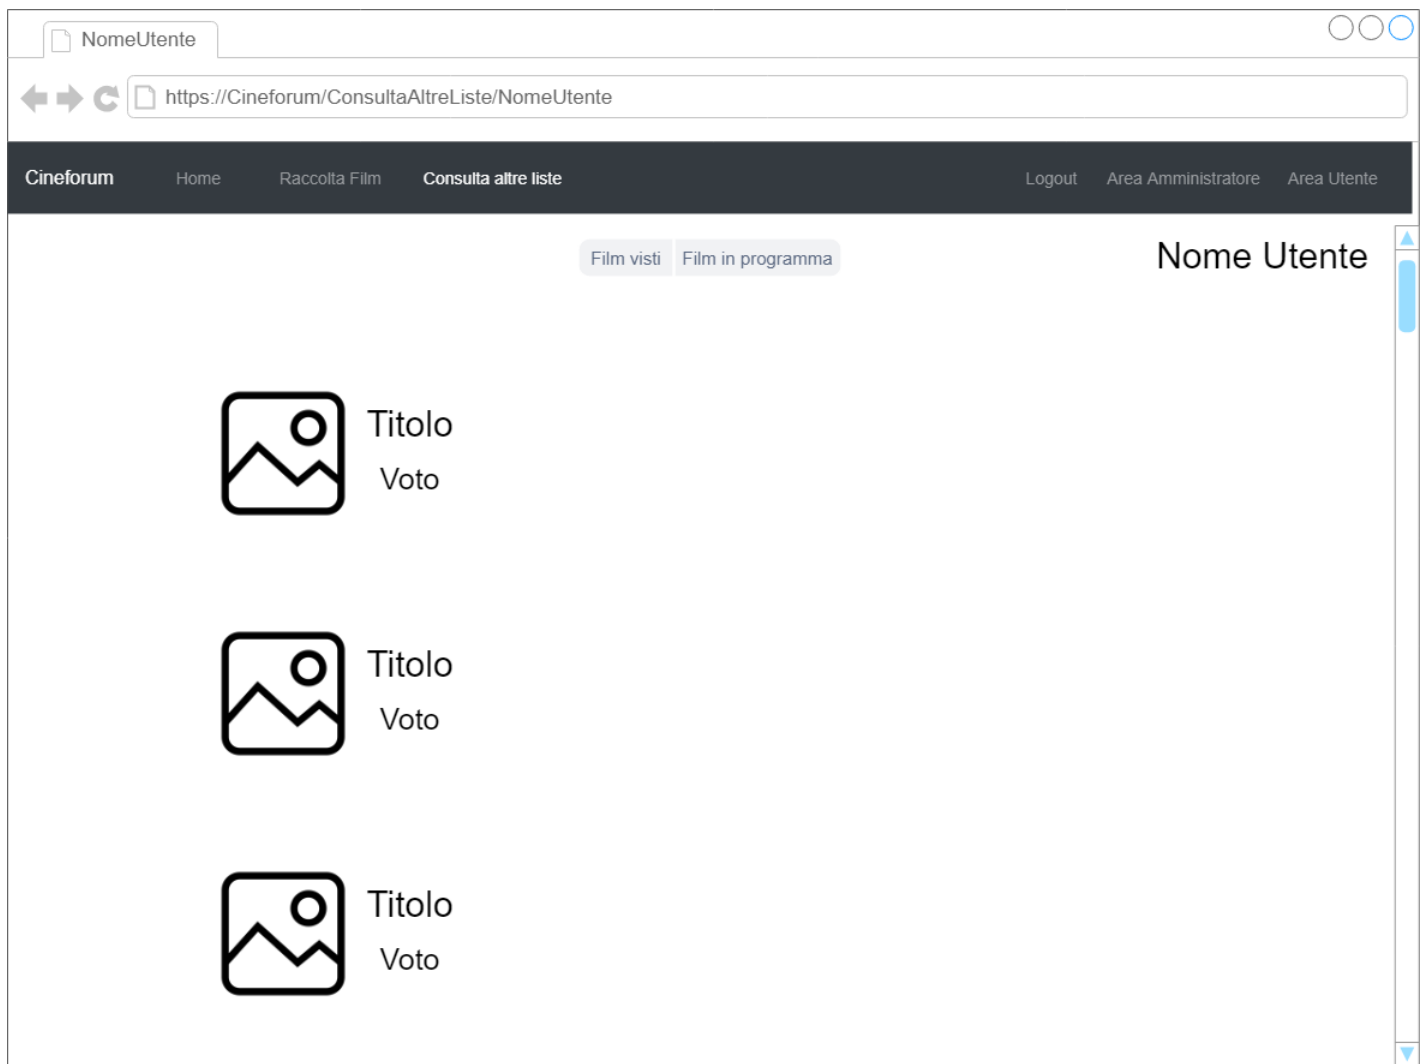 NomeUtente
https://Cineforum/ConsultaAltreListe/NomeUtente
Cineforum Home Raccolta Film Consulta altre liste Logout Area Amministratore Area Utente
Film visti Film in programma Nome Utente
Titolo
Voto
Titolo
Voto
Titolo
Voto